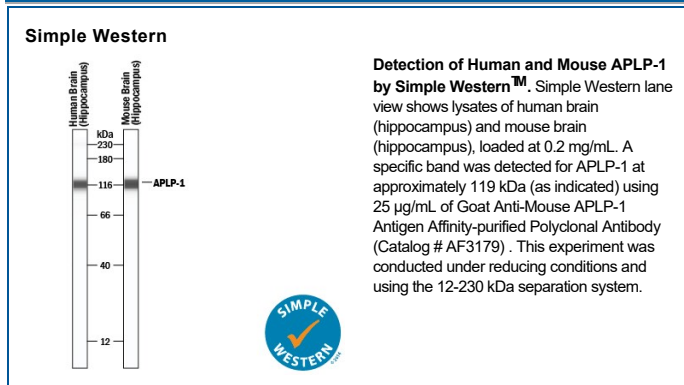 Simple Western
Human Brain
(Hippocampus)
Mouse Brain
(Hippocampus)
kDa
230
180
116
APLP-1
66
40
12
SIMPLE
WESTERN
©2014
Detection of Human and Mouse APLP-1
by Simple Western™. Simple Western lane
view shows lysates of human brain
(hippocampus) and mouse brain
(hippocampus), loaded at 0.2 mg/mL. A
specific band was detected for APLP-1 at
approximately 119 kDa (as indicated) using
25 µg/mL of Goat Anti-Mouse APLP-1
Antigen Affinity-purified Polyclonal Antibody
(Catalog # AF3179) . This experiment was
conducted under reducing conditions and
using the 12-230 kDa separation system.